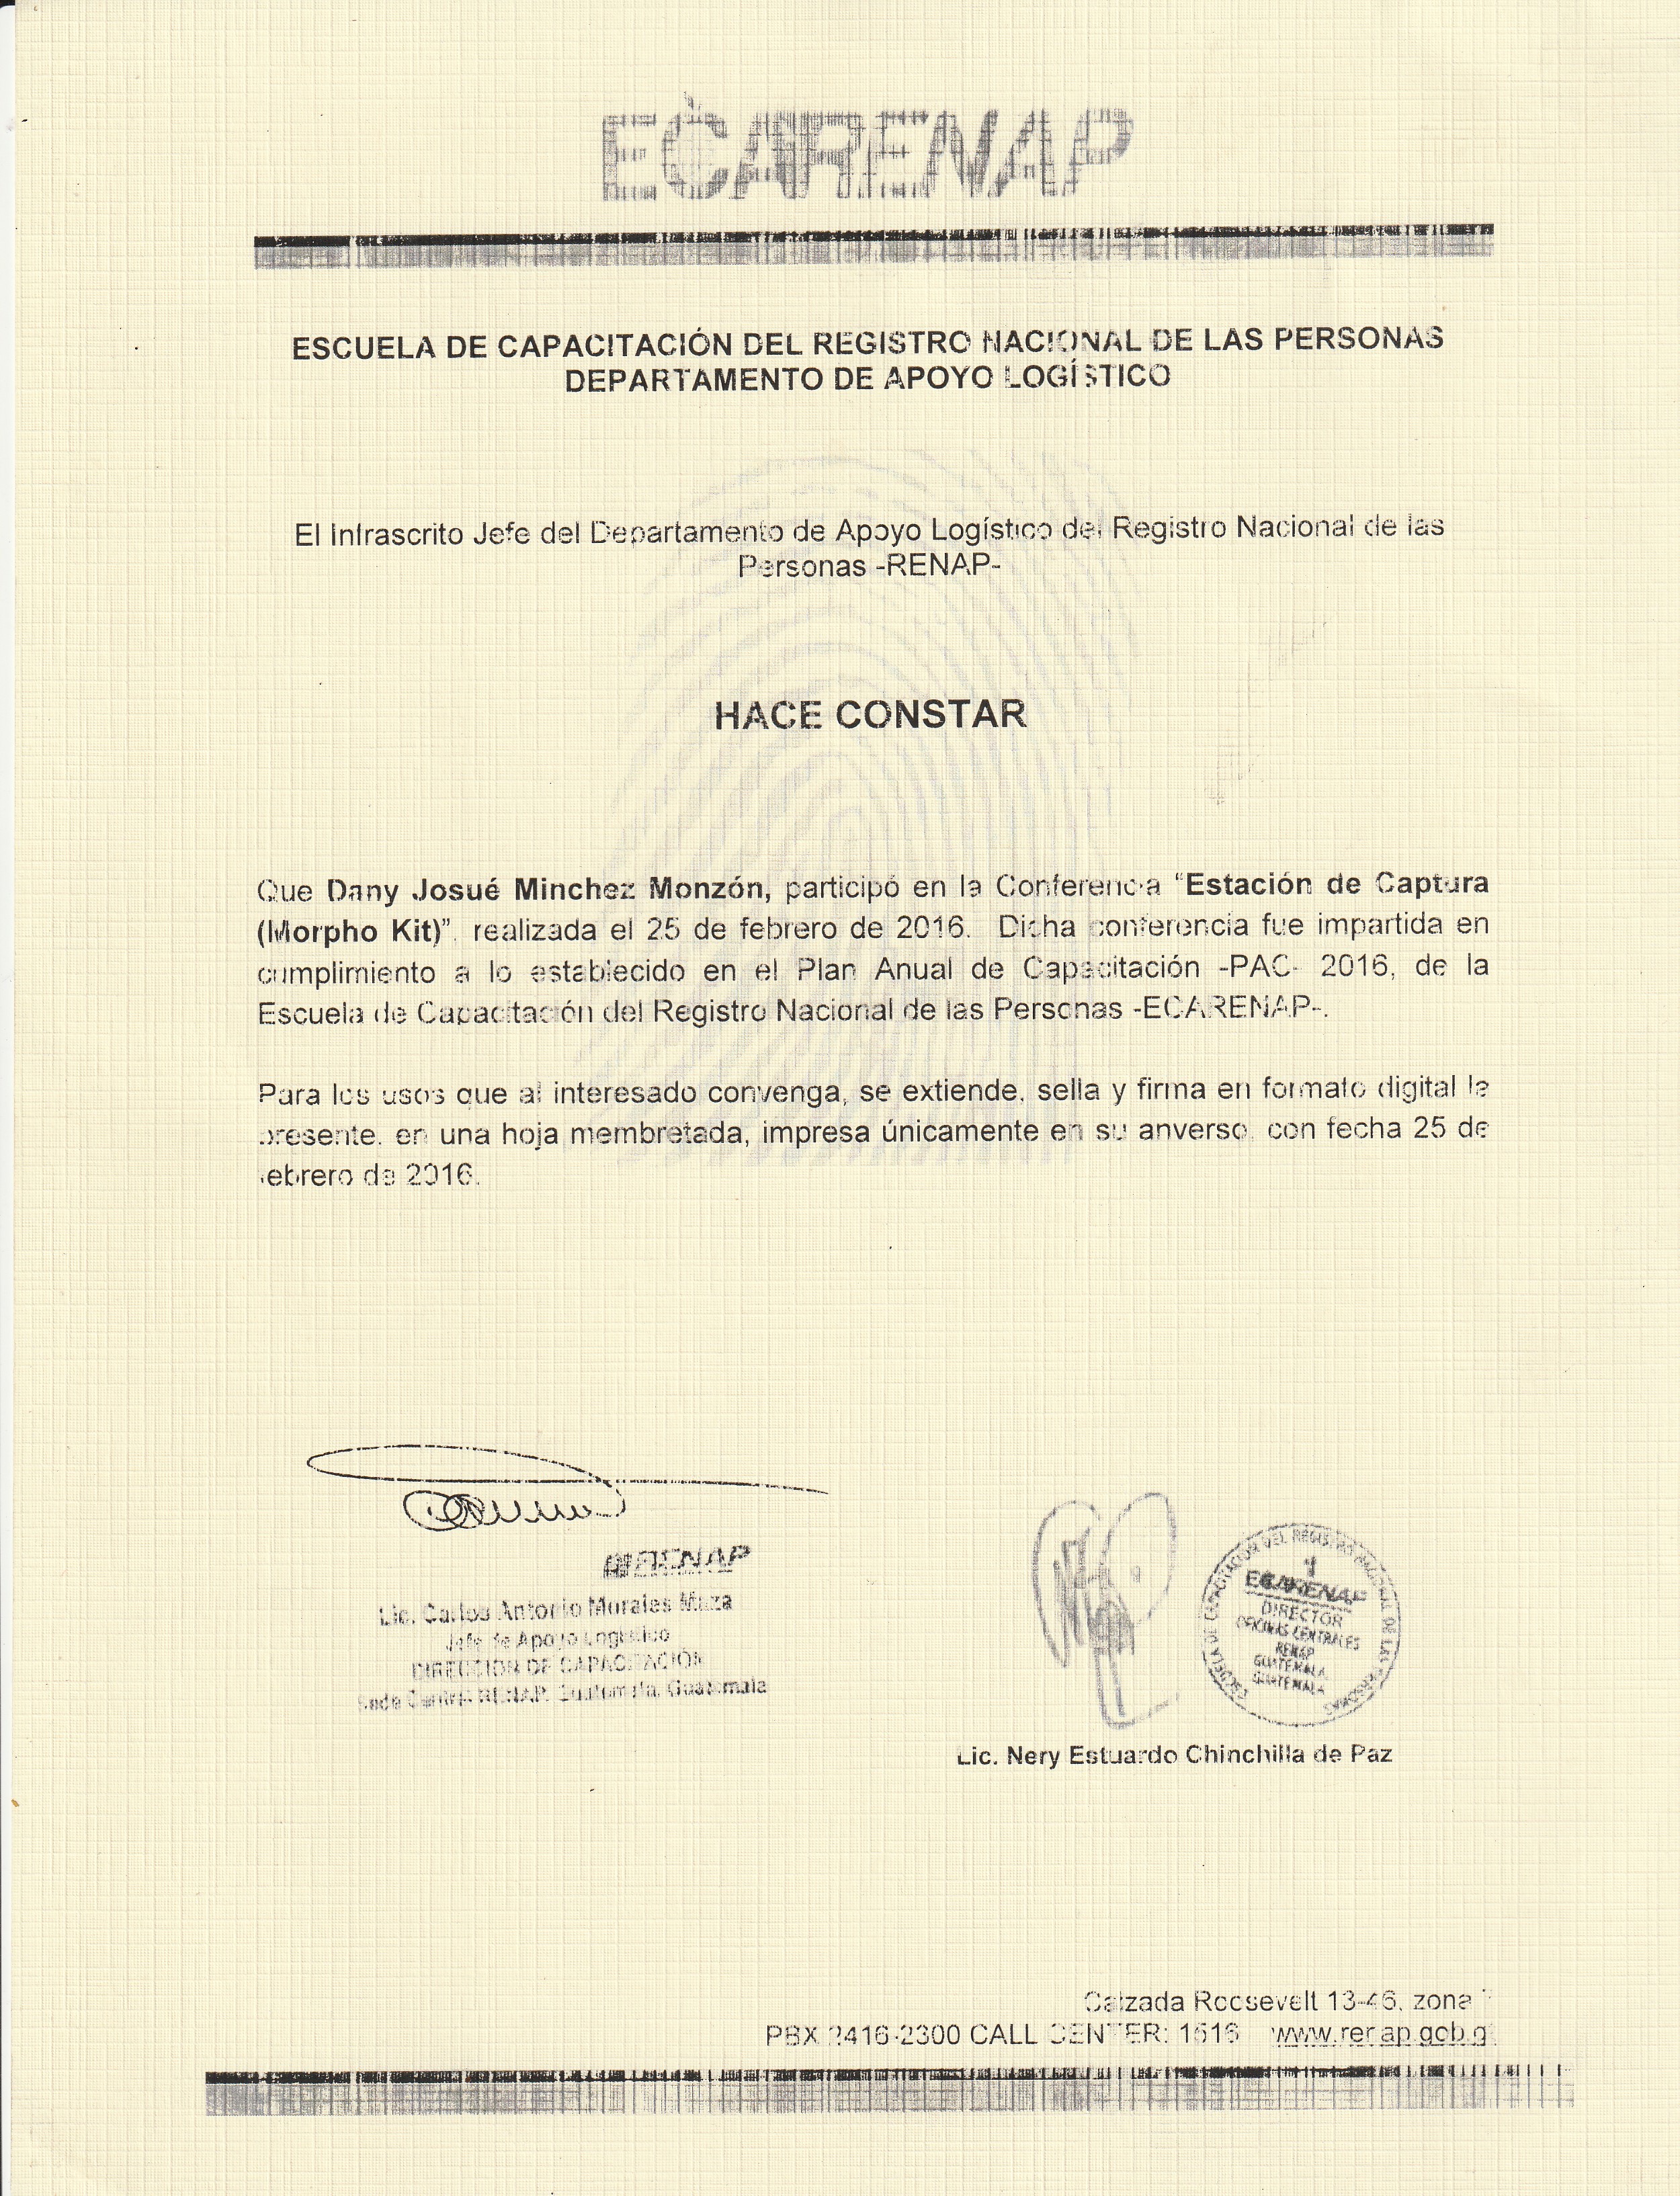 ECARENAP
ESCUELA DE CAPACITACIÓN DEL REGISTRO NACIONAL DE LAS PERSONAS
DEPARTAMENTO DE APOYO LOGÍSTICO
El Infrascrito Jefe del Departamento de Apoyo Logístico del Registro Nacional de las
Personas -RENAP-
HACE CONSTAR
Que Dany Josué Minchez Monzón, participó en la Conferencia “Estación de Captura
(Morpho Kit)”, realizada el 25 de febrero de 2016. Dicha conferencia fue impartida en
cumplimiento a lo establecido en el Plan Anual de Capacitación -PAC- 2016, de la
Escuela de Capacitación del Registro Nacional de las Personas -ECARENAP-.
Para los usos que al interesado convenga, se extiende, sella y firma en formato digital la
presente, en una hoja membretada, impresa únicamente en su anverso, con fecha 25 de
febrero de 2016.
RENAP
Lic. Carlos Antonio Morales Maza
Jefe de Apoyo Logístico
DIRECCIÓN DE CAPACITACIÓN
Sede Central RENAP, Guatemala, Guatemala
ESCUELA DE CAPACITACIÓN DEL REGISTRO NACIONAL DE LAS PERSONAS
ECARENAP
DIRECTOR
OFICINAS CENTRALES
RENAP
GUATEMALA,
GUATEMALA
Lic. Nery Estuardo Chinchilla de Paz
Calzada Roosevelt 13-46, zona
PBX 2416-2300 CALL CENTER: 1516 www.renap.gob.gt